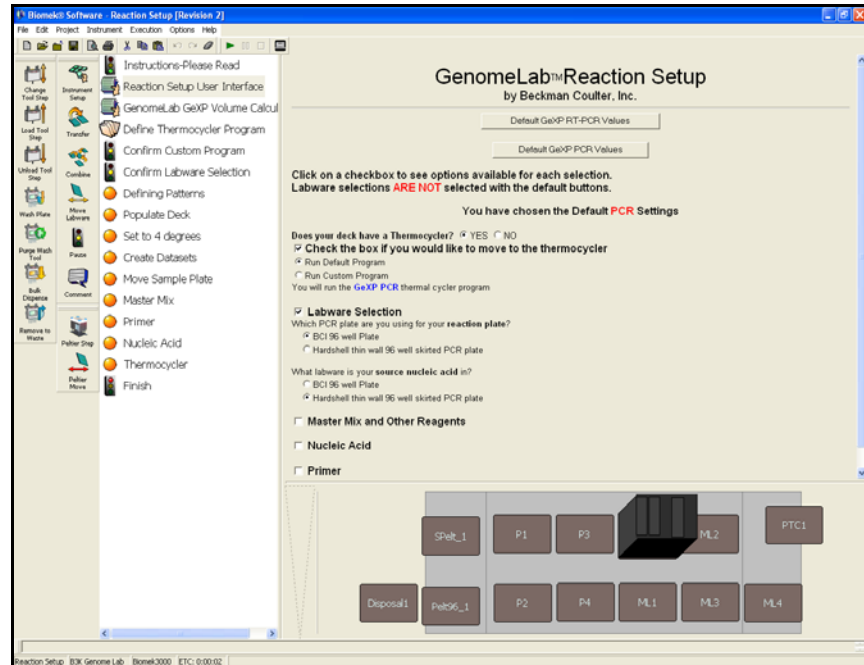 Biomek® Software - Reaction Setup [Revision 2]
File Edit Project Instrument Execution Options Help
Change Tool Step
Load Tool Step
Unload Tool Step
Wash Plate
Purge Wash Tool
Bulk Dispense
Remove to Waste
Instrument Setup
Transfer
Combine
Move Labware
Pause
Comment
Peltier Step
Peltier Move
Instructions-Please Read
Reaction Setup User Interface
GenomeLab GeXP Volume Calcul
Define Thermocycler Program
Confirm Custom Program
Confirm Labware Selection
Defining Patterns
Populate Deck
Set to 4 degrees
Create Datasets
Move Sample Plate
Master Mix
Primer
Nucleic Acid
Thermocycler
Finish
GenomeLab™Reaction Setup
by Beckman Coulter, Inc.
Default GeXP RT-PCR Values
Default GeXP PCR Values
Click on a checkbox to see options available for each selection.
Labware selections ARE NOT selected with the default buttons.
You have chosen the Default PCR Settings
Does your deck have a Thermocycler? YES NO
Check the box if you would like to move to the thermocycler
Run Default Program
Run Custom Program
You will run the GeXP PCR thermal cycler program
Labware Selection
Which PCR plate are you using for your reaction plate?
BCI 96 well Plate
Hardshell thin wall 96 well skirted PCR plate
What labware is your source nucleic acid in?
BCI 96 well Plate
Hardshell thin wall 96 well skirted PCR plate
Master Mix and Other Reagents
Nucleic Acid
Primer
SPelt_1 P1 P3 ML2 PTC1
Disposal1 Pelt96_1 P2 P4 ML1 ML3 ML4
Reaction Setup B3K Genome Lab Biomek3000 ETC: 0:00:02